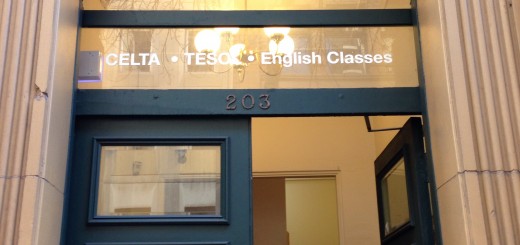 CELTA • TESOL • English Classes
203